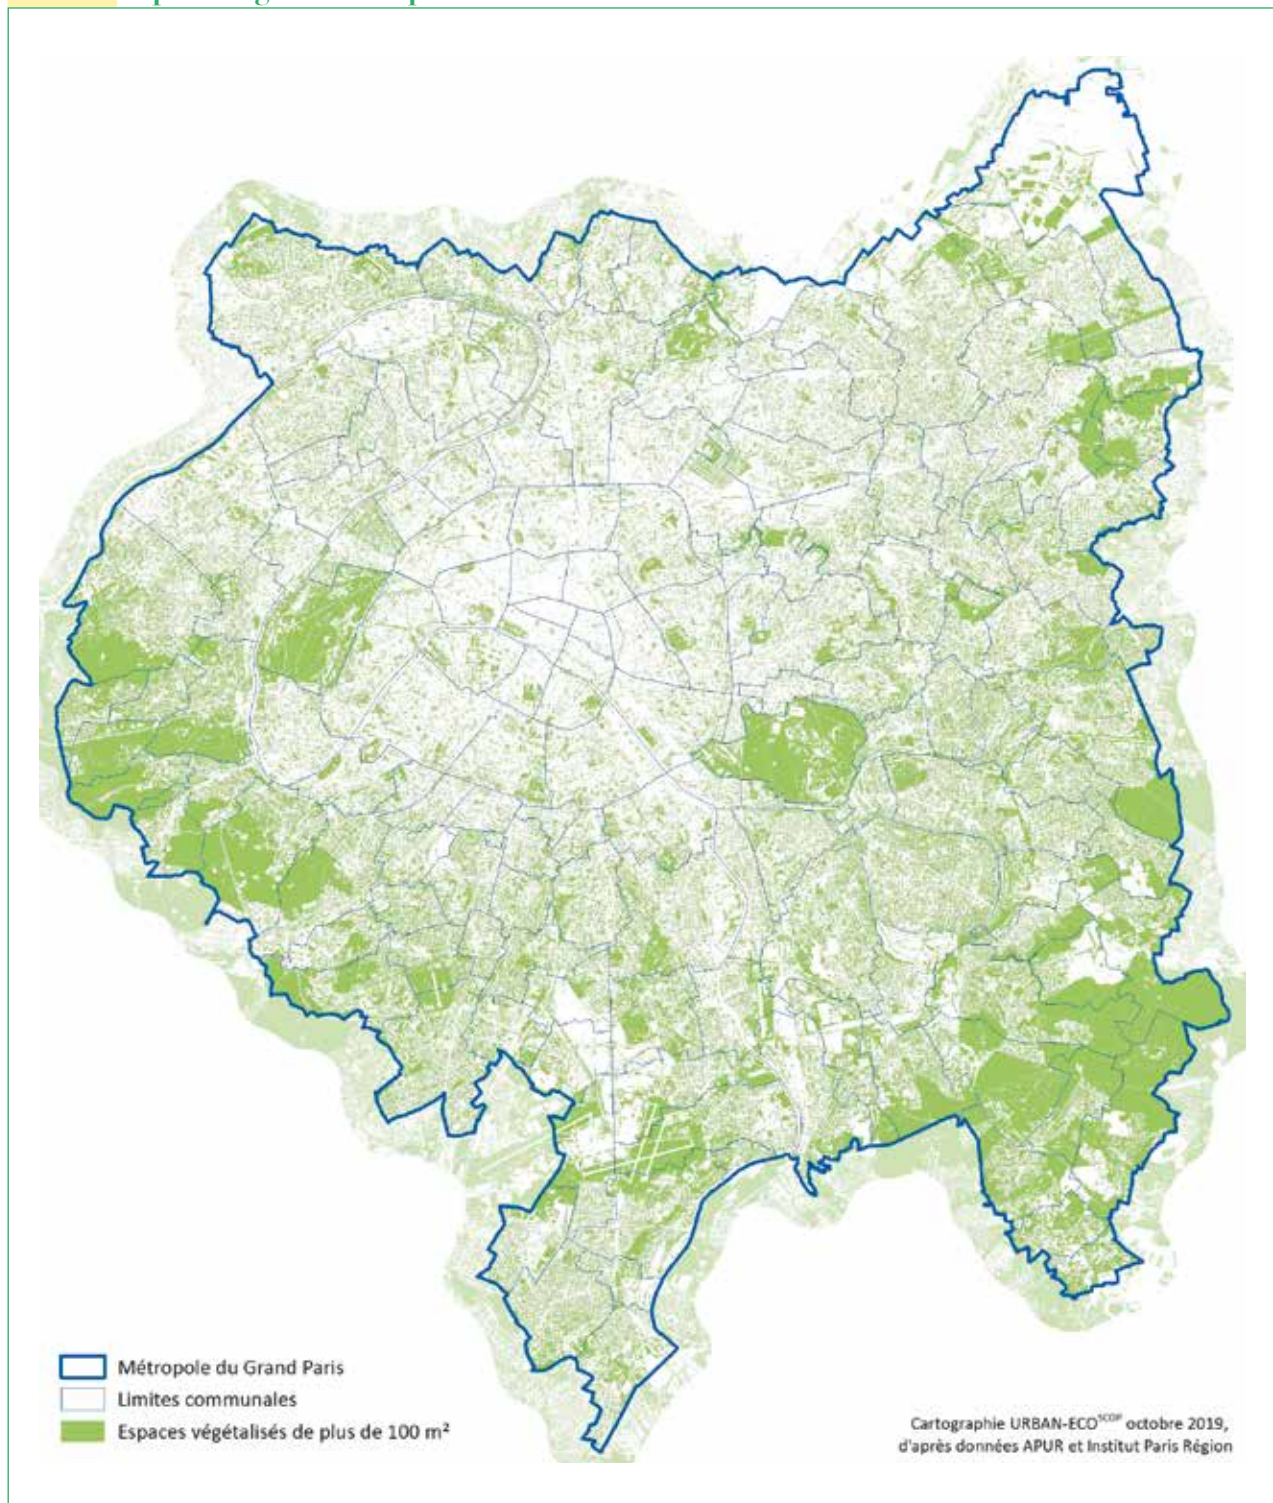 Métropole du Grand Paris
Limites communales
Espaces végétalisés de plus de 100 m²
Cartographie URBAN-ECO^SCOP octobre 2019,
d'après données APUR et Institut Paris Région